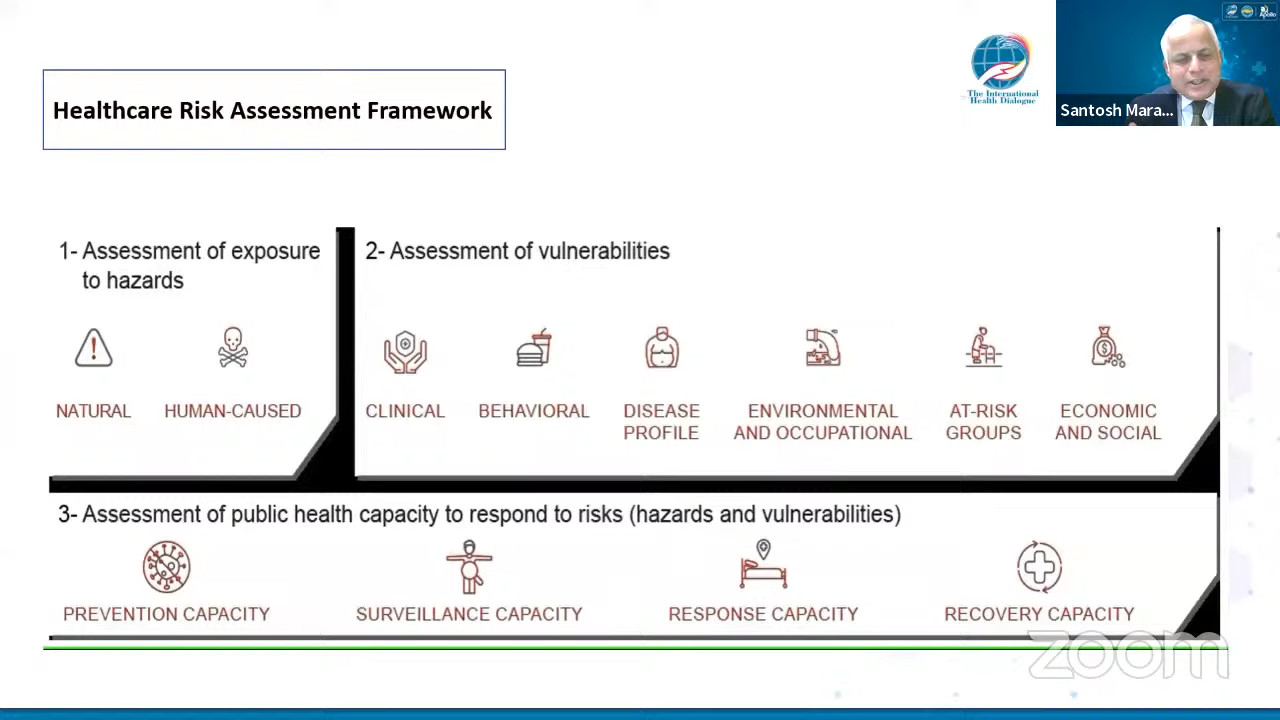 Healthcare Risk Assessment Framework
The International
Health Dialogue
Apollo
Santosh Mara...
1- Assessment of exposure
to hazards
NATURAL
HUMAN-CAUSED
2- Assessment of vulnerabilities
CLINICAL
BEHAVIORAL
DISEASE
PROFILE
ENVIRONMENTAL
AND OCCUPATIONAL
AT-RISK
GROUPS
ECONOMIC
AND SOCIAL
3- Assessment of public health capacity to respond to risks (hazards and vulnerabilities)
PREVENTION CAPACITY
SURVEILLANCE CAPACITY
RESPONSE CAPACITY
RECOVERY CAPACITY
zoom